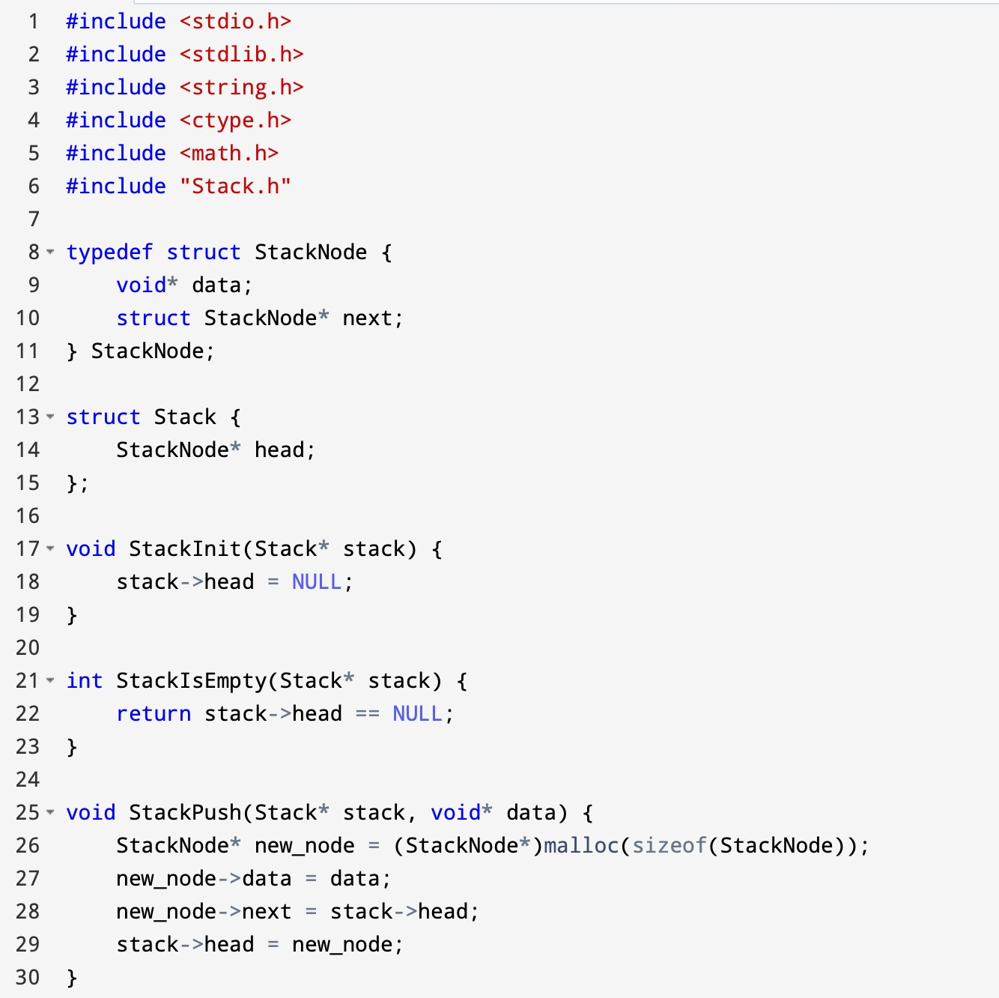 1 #include <stdio.h>
2 #include <stdlib.h>
3 #include <string.h>
4 #include <ctype.h>
5 #include <math.h>
6 #include "Stack.h"
7
8 typedef struct StackNode {
9     void* data;
10     struct StackNode* next;
11 } StackNode;
12
13 struct Stack {
14     StackNode* head;
15 };
16
17 void StackInit(Stack* stack) {
18     stack->head = NULL;
19 }
20
21 int StackIsEmpty(Stack* stack) {
22     return stack->head == NULL;
23 }
24
25 void StackPush(Stack* stack, void* data) {
26     StackNode* new_node = (StackNode*)malloc(sizeof(StackNode));
27     new_node->data = data;
28     new_node->next = stack->head;
29     stack->head = new_node;
30 }